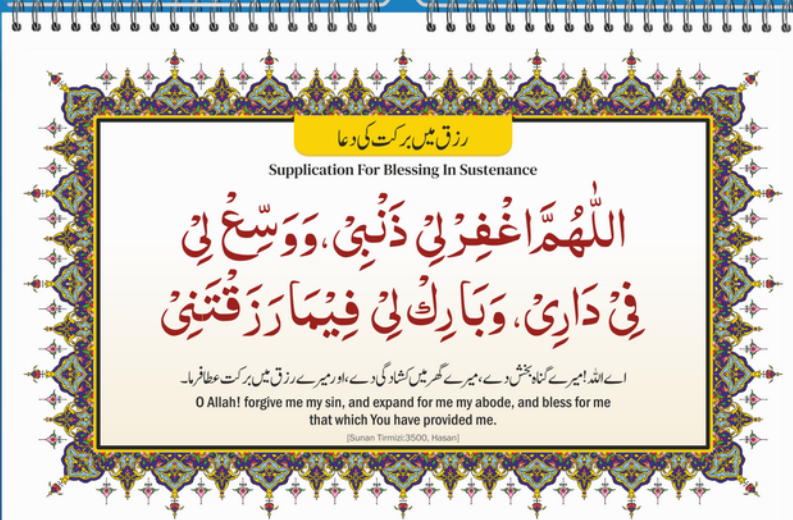 رزق میں برکت کی دعا
Supplication For Blessing In Sustenance
اَللّٰهُمَّ اغْفِرْ لِیْ ذَنْبِیْ، وَوَسِّعْ لِیْ
فِیْ دَارِیْ، وَبَارِكْ لِیْ فِیْمَا رَزَقْتَنِیْ
اے اللہ! میرے گناہ بخش دے، میرے گھر میں کشادگی دے، اور میرے رزق میں برکت عطا فرما۔
O Allah! forgive me my sin, and expand for me my abode, and bless for me
that which You have provided me.
[Sunan Tirmizi:3500, Hasan]